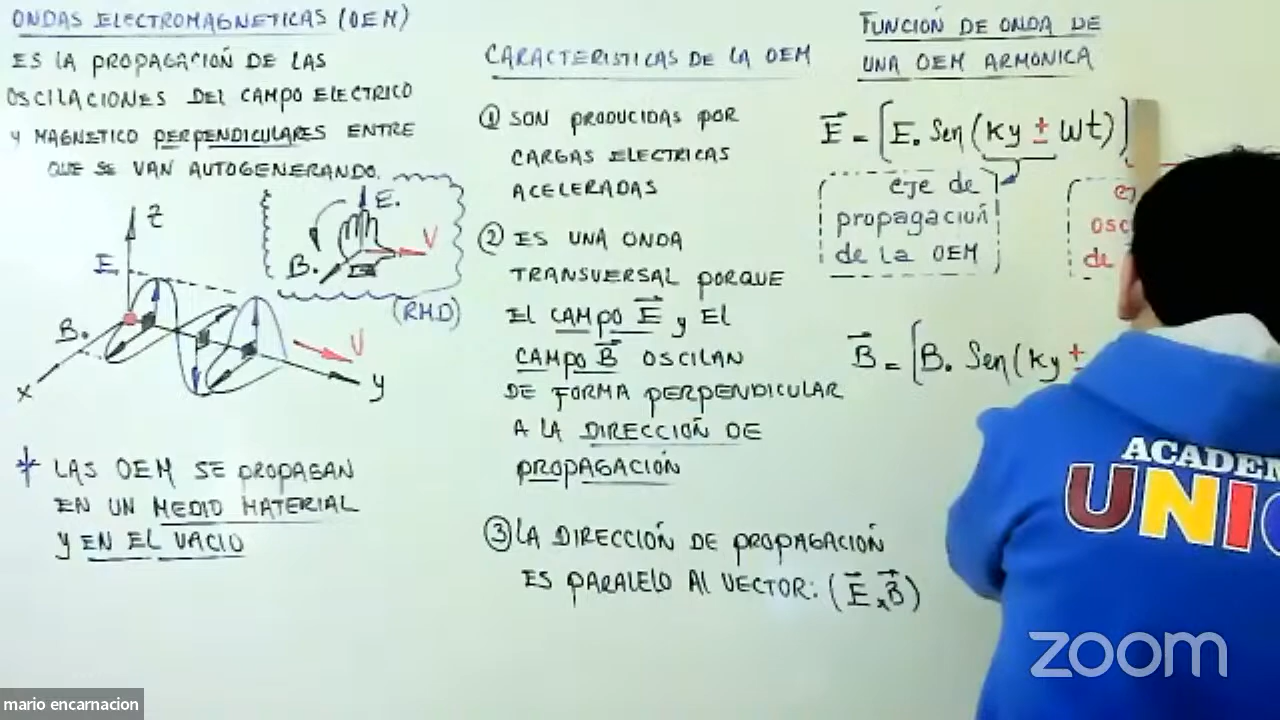 ONDAS ELECTROMAGNETICAS (OEM)
ES LA PROPAGACIÓN DE LAS
OSCILACIONES DEL CAMPO ELECTRICO
Y MAGNETICO PERPENDICULARES ENTRE
QUE SE VAN AUTOGENERANDO.
Z
E.
B.
X
V
y
E.
V
B.
(R.H.D)
* LAS OEM SE PROPAGAN
EN UN MEDIO MATERIAL
Y EN EL VACIO
CARACTERISTICAS DE LA OEM
① SON PRODUCIDAS POR
CARGAS ELECTRICAS
ACELERADAS
② ES UNA ONDA
TRANSVERSAL PORQUE
EL CAMPO E⃗ y EL
CAMPO B⃗ OSCILAN
DE FORMA PERPENDICULAR
A LA DIRECCIÓN DE
PROPAGACIÓN
③ LA DIRECCIÓN DE PROPAGACIÓN
ES PARALELO AL VECTOR: (E⃗ x B⃗)
FUNCIÓN DE ONDA DE
UNA OEM ARMONICA
E⃗ = [E. Sen (Ky ± wt)]
eje de
propagación
de la OEM
de
B⃗ = [B. Sen (Ky ±
UNI
zoom
mario encarnacion